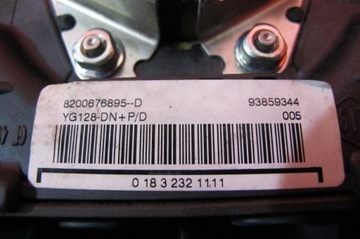 8200676895--D 93859344
YG128-DN+P/D 005
0 18 3 232 11.11